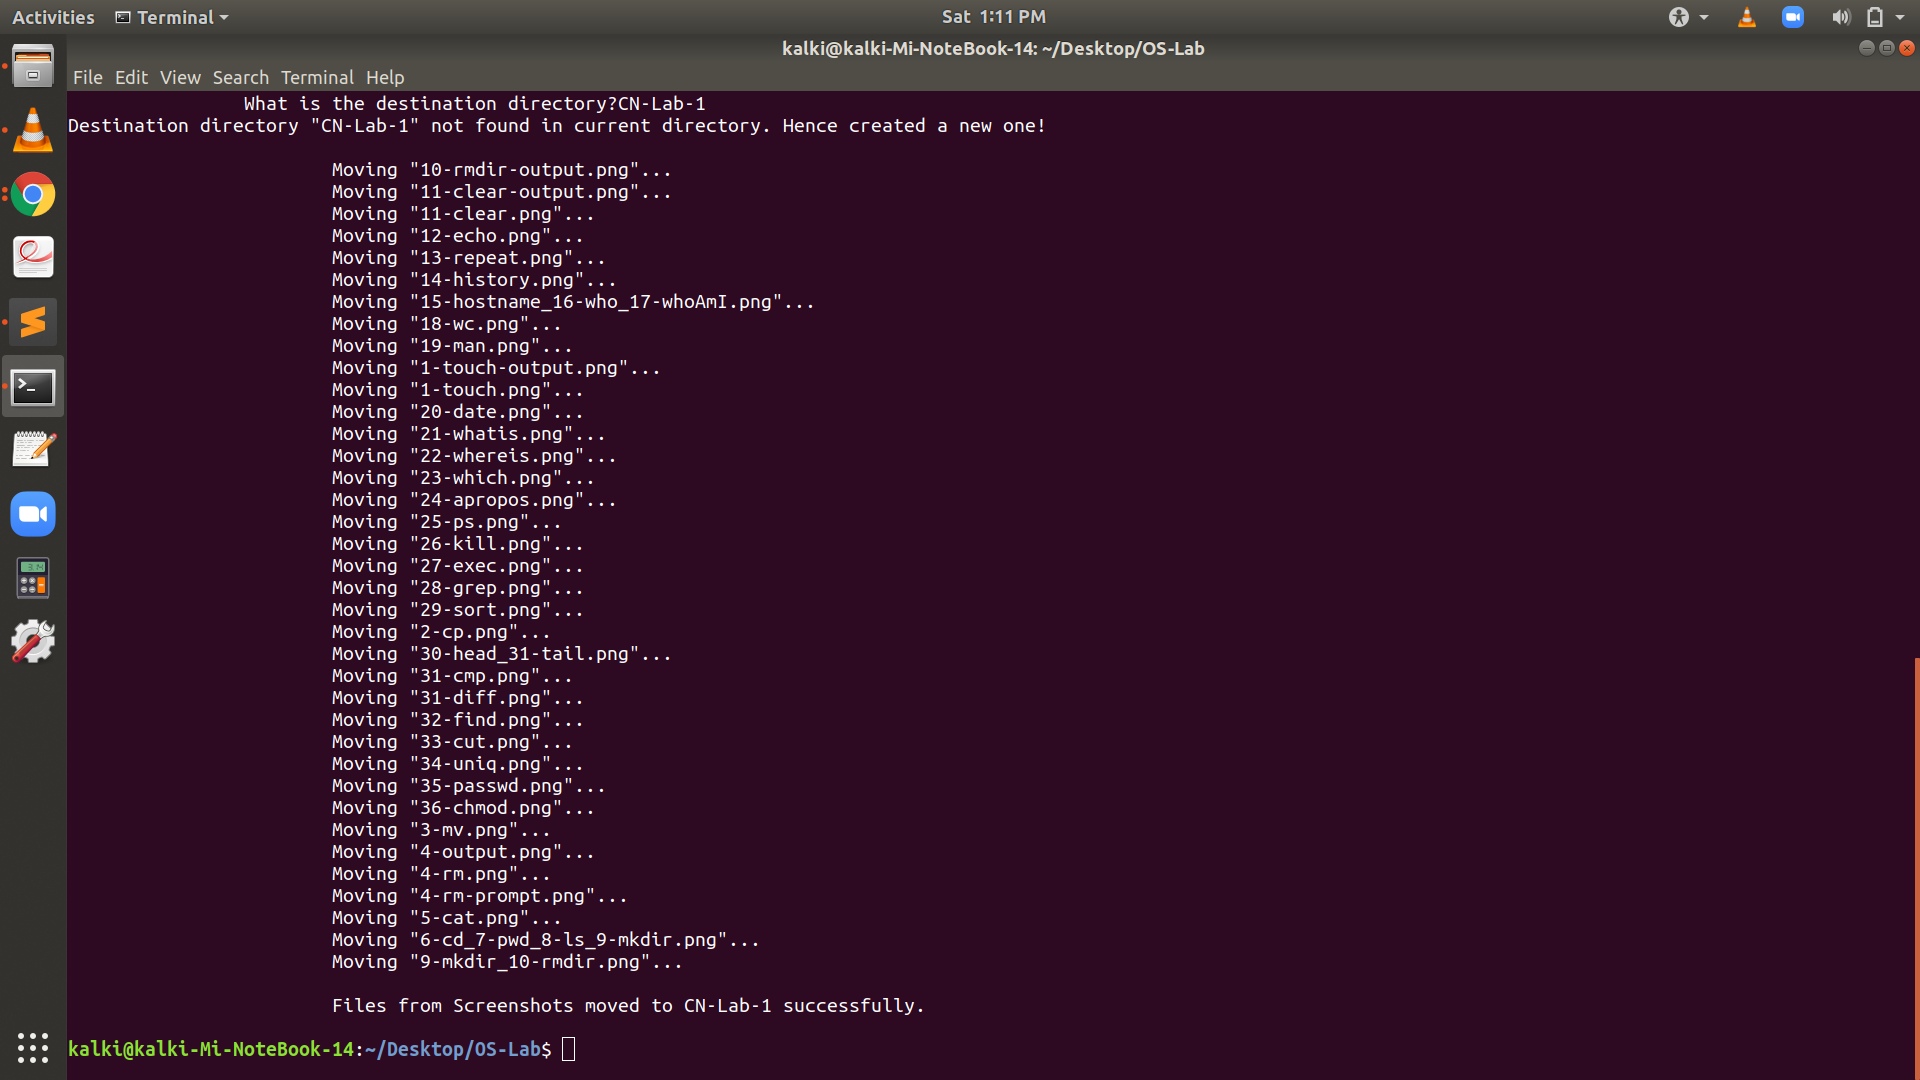 Activities Terminal Sat 1:11 PM
kalki@kalki-Mi-NoteBook-14: ~/Desktop/OS-Lab
File Edit View Search Terminal Help
What is the destination directory?CN-Lab-1
Destination directory "CN-Lab-1" not found in current directory. Hence created a new one!
Moving "10-rmdir-output.png"...
Moving "11-clear-output.png"...
Moving "11-clear.png"...
Moving "12-echo.png"...
Moving "13-repeat.png"...
Moving "14-history.png"...
Moving "15-hostname_16-who_17-whoAmI.png"...
Moving "18-wc.png"...
Moving "19-man.png"...
Moving "1-touch-output.png"...
Moving "1-touch.png"...
Moving "20-date.png"...
Moving "21-whatis.png"...
Moving "22-whereis.png"...
Moving "23-which.png"...
Moving "24-apropos.png"...
Moving "25-ps.png"...
Moving "26-kill.png"...
Moving "27-exec.png"...
Moving "28-grep.png"...
Moving "29-sort.png"...
Moving "2-cp.png"...
Moving "30-head_31-tail.png"...
Moving "31-cmp.png"...
Moving "31-diff.png"...
Moving "32-find.png"...
Moving "33-cut.png"...
Moving "34-uniq.png"...
Moving "35-passwd.png"...
Moving "36-chmod.png"...
Moving "3-mv.png"...
Moving "4-output.png"...
Moving "4-rm.png"...
Moving "4-rm-prompt.png"...
Moving "5-cat.png"...
Moving "6-cd_7-pwd_8-ls_9-mkdir.png"...
Moving "9-mkdir_10-rmdir.png"...
Files from Screenshots moved to CN-Lab-1 successfully.
kalki@kalki-Mi-NoteBook-14:~/Desktop/OS-Lab$